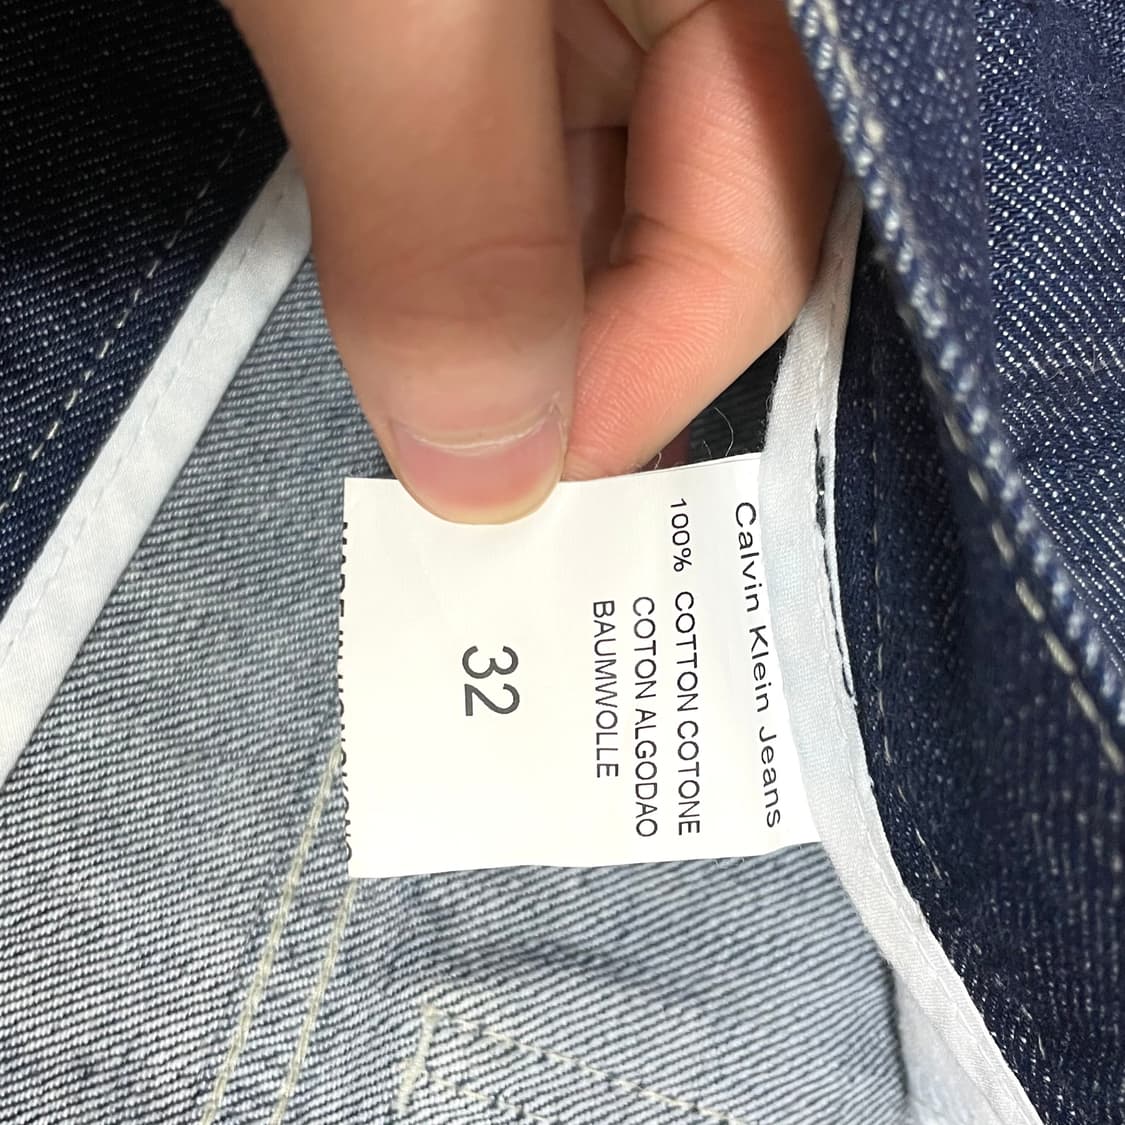 Calvin Klein Jeans
100% COTTON COTONE
COTON ALGODAO
BAUMWOLLE
32